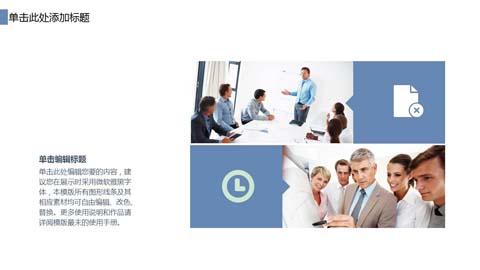 单击此处添加标题
单击编辑标题
单击此处编辑您要的内容，建
议您在展示时采用微软雅黑字
体，本模版所有图形线条及其
相应素材均可自由编辑、改色、
替换。更多使用说明和作品请
详阅模版最末的使用手册。